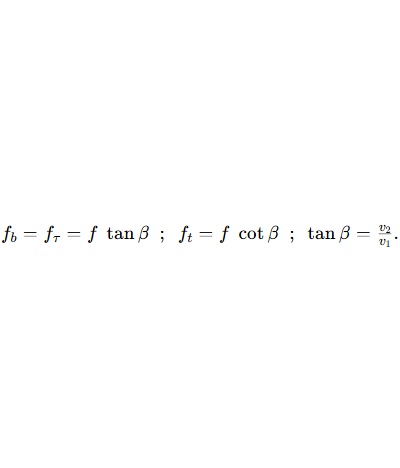 f_b = f_τ = f tan β ; f_t = f cot β ; tan β = v_2/v_1.